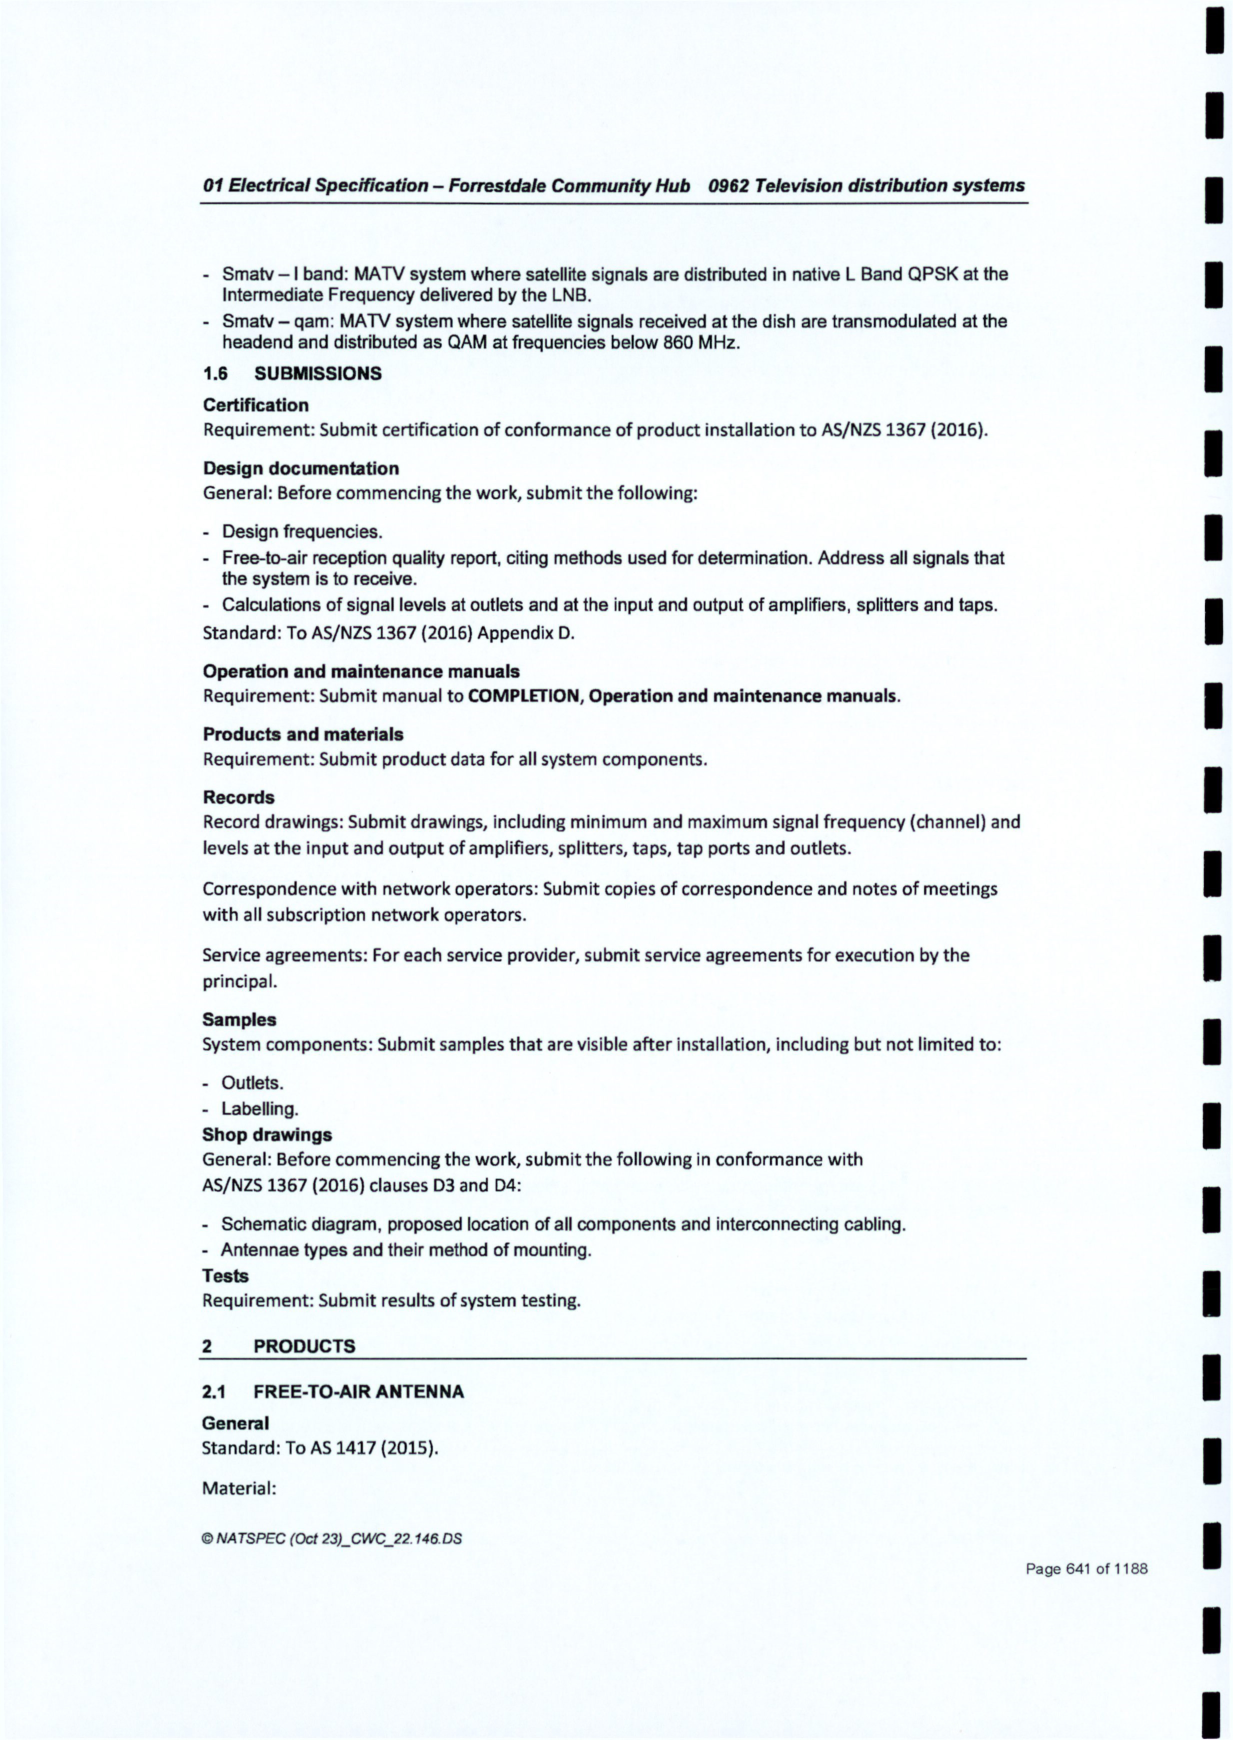 01 Electrical Specification – Forrestdale Community Hub 0962 Television distribution systems
- Smatv – l band: MATV system where satellite signals are distributed in native L Band QPSK at the
Intermediate Frequency delivered by the LNB.
- Smatv – qam: MATV system where satellite signals received at the dish are transmodulated at the
headend and distributed as QAM at frequencies below 860 MHz.
1.6 SUBMISSIONS
Certification
Requirement: Submit certification of conformance of product installation to AS/NZS 1367 (2016).
Design documentation
General: Before commencing the work, submit the following:
- Design frequencies.
- Free-to-air reception quality report, citing methods used for determination. Address all signals that
the system is to receive.
- Calculations of signal levels at outlets and at the input and output of amplifiers, splitters and taps.
Standard: To AS/NZS 1367 (2016) Appendix D.
Operation and maintenance manuals
Requirement: Submit manual to COMPLETION, Operation and maintenance manuals.
Products and materials
Requirement: Submit product data for all system components.
Records
Record drawings: Submit drawings, including minimum and maximum signal frequency (channel) and
levels at the input and output of amplifiers, splitters, taps, tap ports and outlets.
Correspondence with network operators: Submit copies of correspondence and notes of meetings
with all subscription network operators.
Service agreements: For each service provider, submit service agreements for execution by the
principal.
Samples
System components: Submit samples that are visible after installation, including but not limited to:
- Outlets.
- Labelling.
Shop drawings
General: Before commencing the work, submit the following in conformance with
AS/NZS 1367 (2016) clauses D3 and D4:
- Schematic diagram, proposed location of all components and interconnecting cabling.
- Antennae types and their method of mounting.
Tests
Requirement: Submit results of system testing.
2 PRODUCTS
2.1 FREE-TO-AIR ANTENNA
General
Standard: To AS 1417 (2015).
Material:
© NATSPEC (Oct 23)_CWC_22.146.DS
Page 641 of 1188